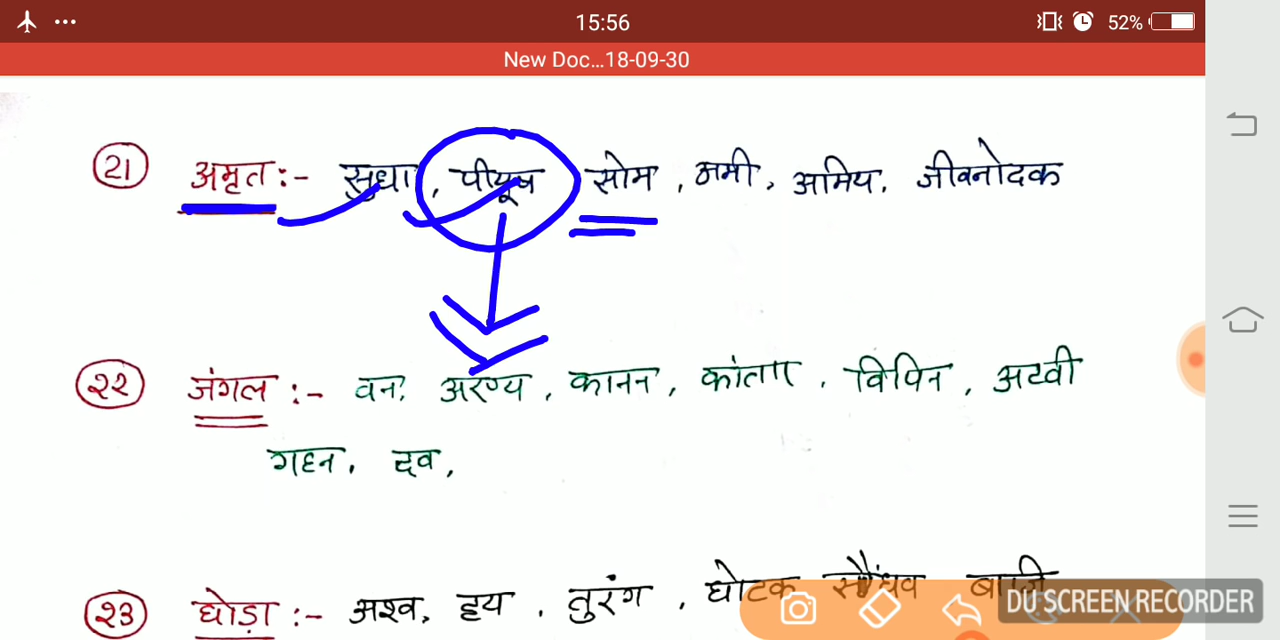 15:56 52%
New Doc...18-09-30
21 अमृत :- सुधा, पीयूष सोम, अमी, अमिय, जीवनोदक
२२ जंगल :- वन, अरण्य, कानन, कांतार, विपिन, अटवी
गहन, दव,
२३ घोड़ा :- अश्व, हय, तुरंग, घोटक सैंधव बाजी
DU SCREEN RECORDER